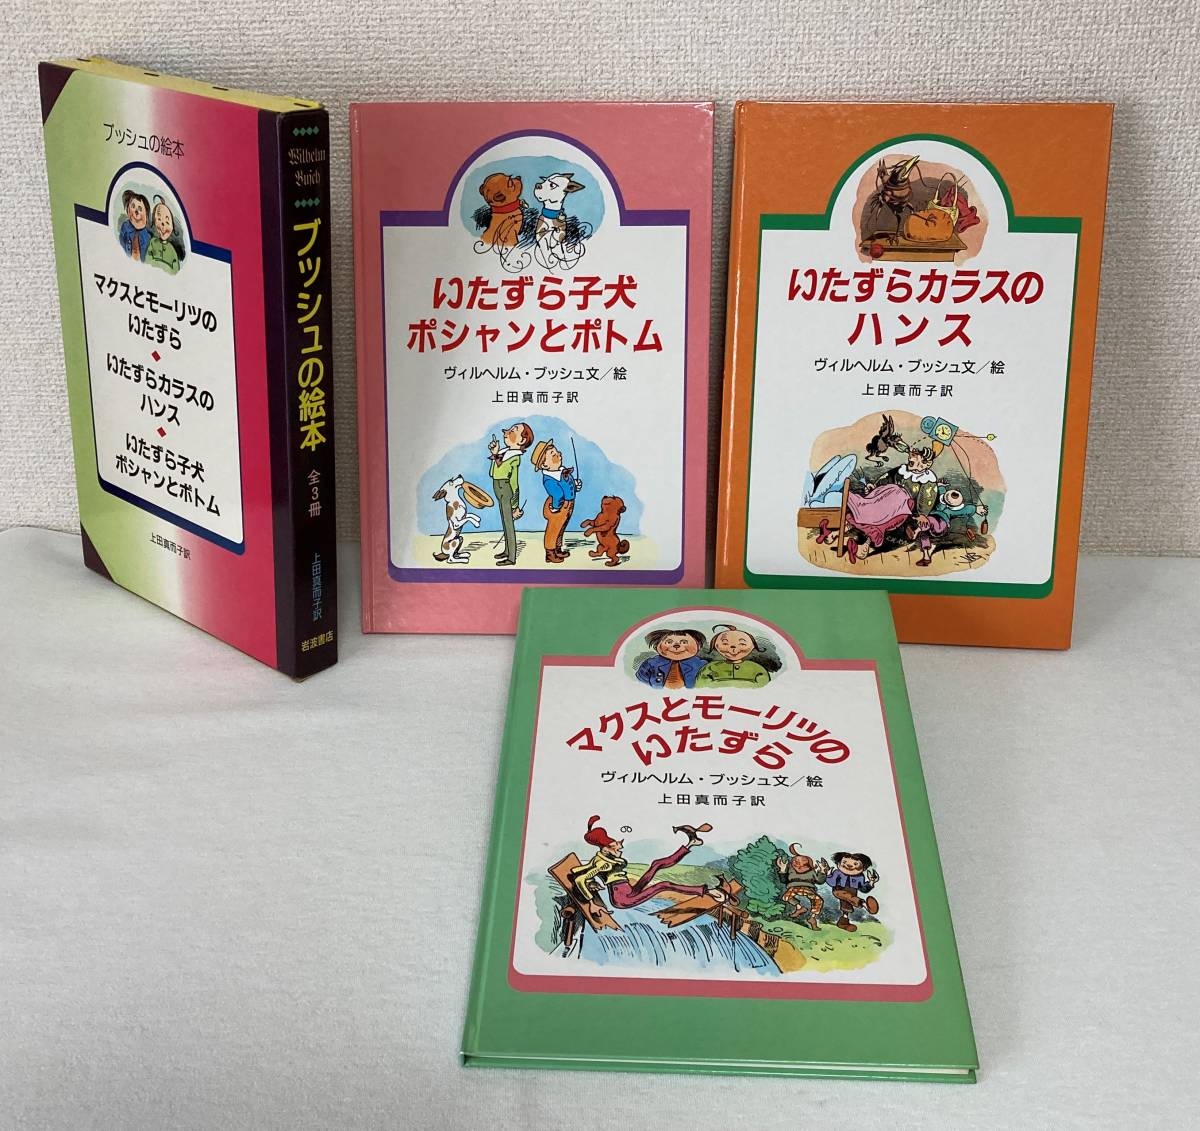 ブッシュの絵本
マクスとモーリツの
いたずら
◆
いたずらカラスの
ハンス
◆
いたずら子犬
ポシャンとポトム
上田真而子訳
Wilhelm
Busch
ブッシュの絵本
全3冊
上田真而子訳
岩波書店
いたずら子犬
ポシャンとポトム
ヴィルヘルム・ブッシュ文/絵
上田真而子訳
いたずらカラスの
ハンス
ヴィルヘルム・ブッシュ文/絵
上田真而子訳
マクスとモーリツの
いたずら
ヴィルヘルム・ブッシュ文/絵
上田真而子訳